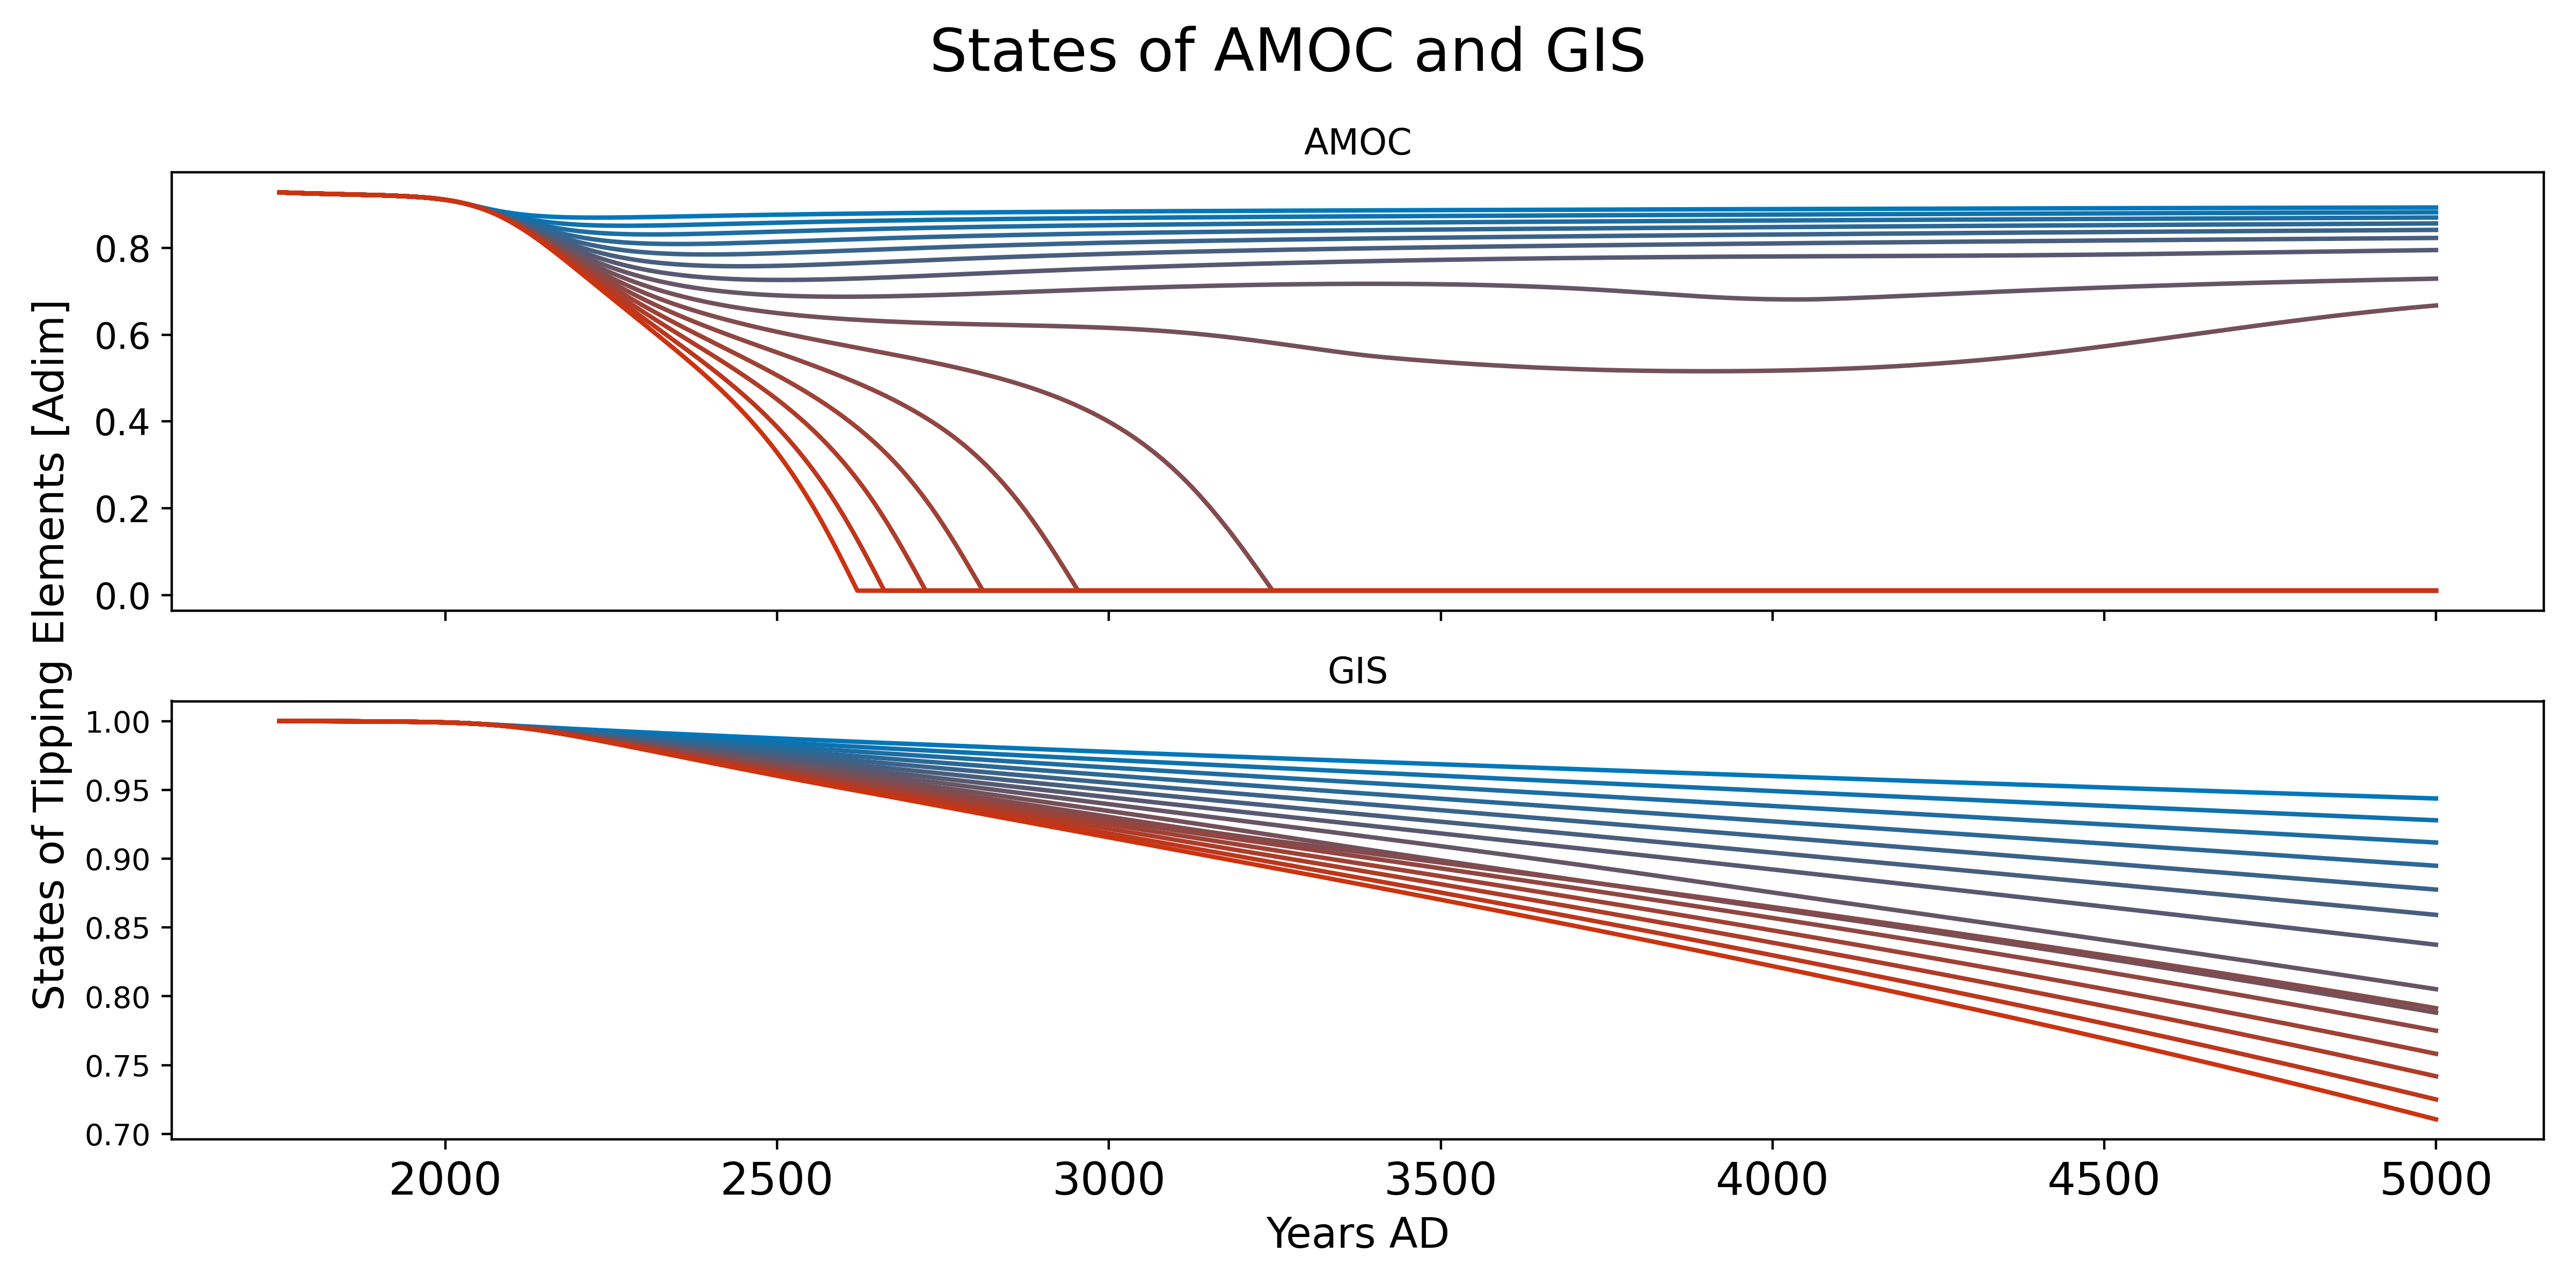 States of AMOC and GIS
AMOC
0.8
0.6
0.4
0.2
0.0
States of Tipping Elements [Adim]
GIS
1.00
0.95
0.90
0.85
0.80
0.75
0.70
2000 2500 3000 3500 4000 4500 5000
Years AD